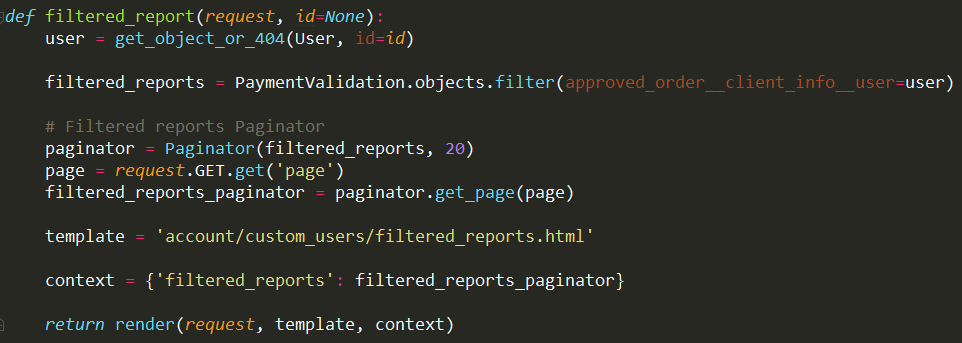 def filtered_report(request, id=None):
    user = get_object_or_404(User, id=id)
    filtered_reports = PaymentValidation.objects.filter(approved_order__client_info__user=user)
    # Filtered reports Paginator
    paginator = Paginator(filtered_reports, 20)
    page = request.GET.get('page')
    filtered_reports_paginator = paginator.get_page(page)
    template = 'account/custom_users/filtered_reports.html'
    context = {'filtered_reports': filtered_reports_paginator}
    return render(request, template, context)